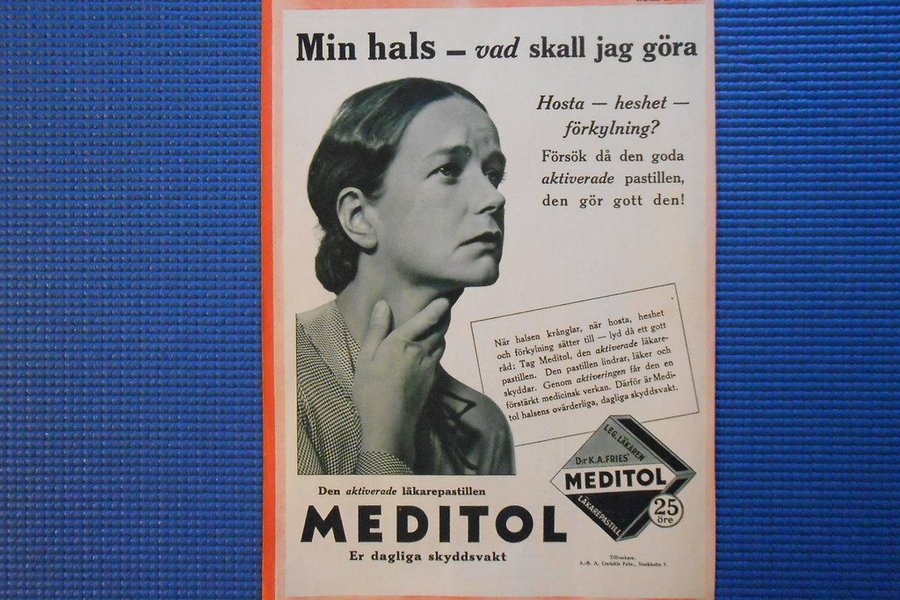 Min hals – vad skall jag göra
Hosta — heshet —
förkylning?
Försök då den goda
aktiverade pastillen,
den gör gott den!
När halsen krånglar, när hosta, heshet
och förkylning sätter till — lyd då ett gott
råd: Tag Meditol, den aktiverade läkare-
pastillen. Den pastillen lindrar, läker och
skyddar. Genom aktiveringen får den en
förstärkt medicinsk verkan. Därför är Medi-
tol halsens ovärderliga, dagliga skyddsvakt.
LEG. LÄKAREN
D:r K.A. FRIES'
MEDITOL
LÄKAREPASTILL
25
öre
Den aktiverade läkarepastillen
MEDITOL
Er dagliga skyddsvakt
Tillverkare:
A.-B. A. Lindahls Fabr., Stockholm